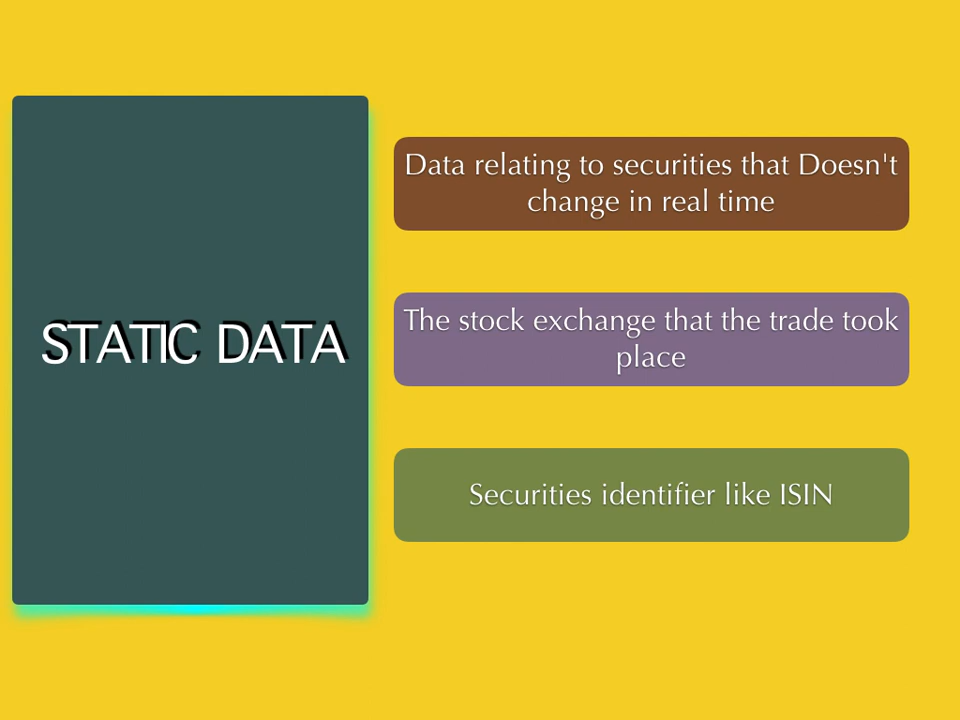 STATIC DATA
Data relating to securities that Doesn't
change in real time
The stock exchange that the trade took
place
Securities identifier like ISIN